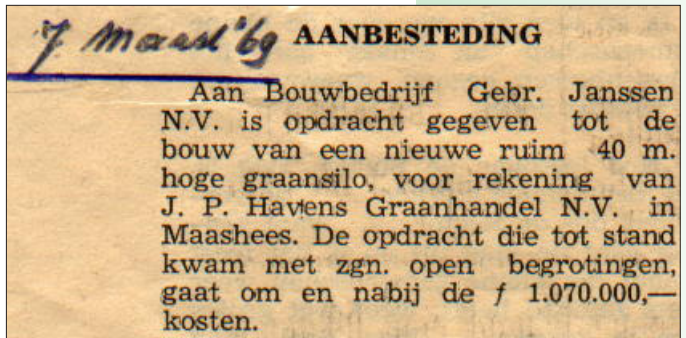 7 Maart '69 AANBESTEDING
Aan Bouwbedrijf Gebr. Janssen
N.V. is opdracht gegeven tot de
bouw van een nieuwe ruim 40 m.
hoge graansilo, voor rekening van
J. P. Havens Graanhandel N.V. in
Maashees. De opdracht die tot stand
kwam met zgn. open begrotingen,
gaat om en nabij de ƒ 1.070.000,—
kosten.